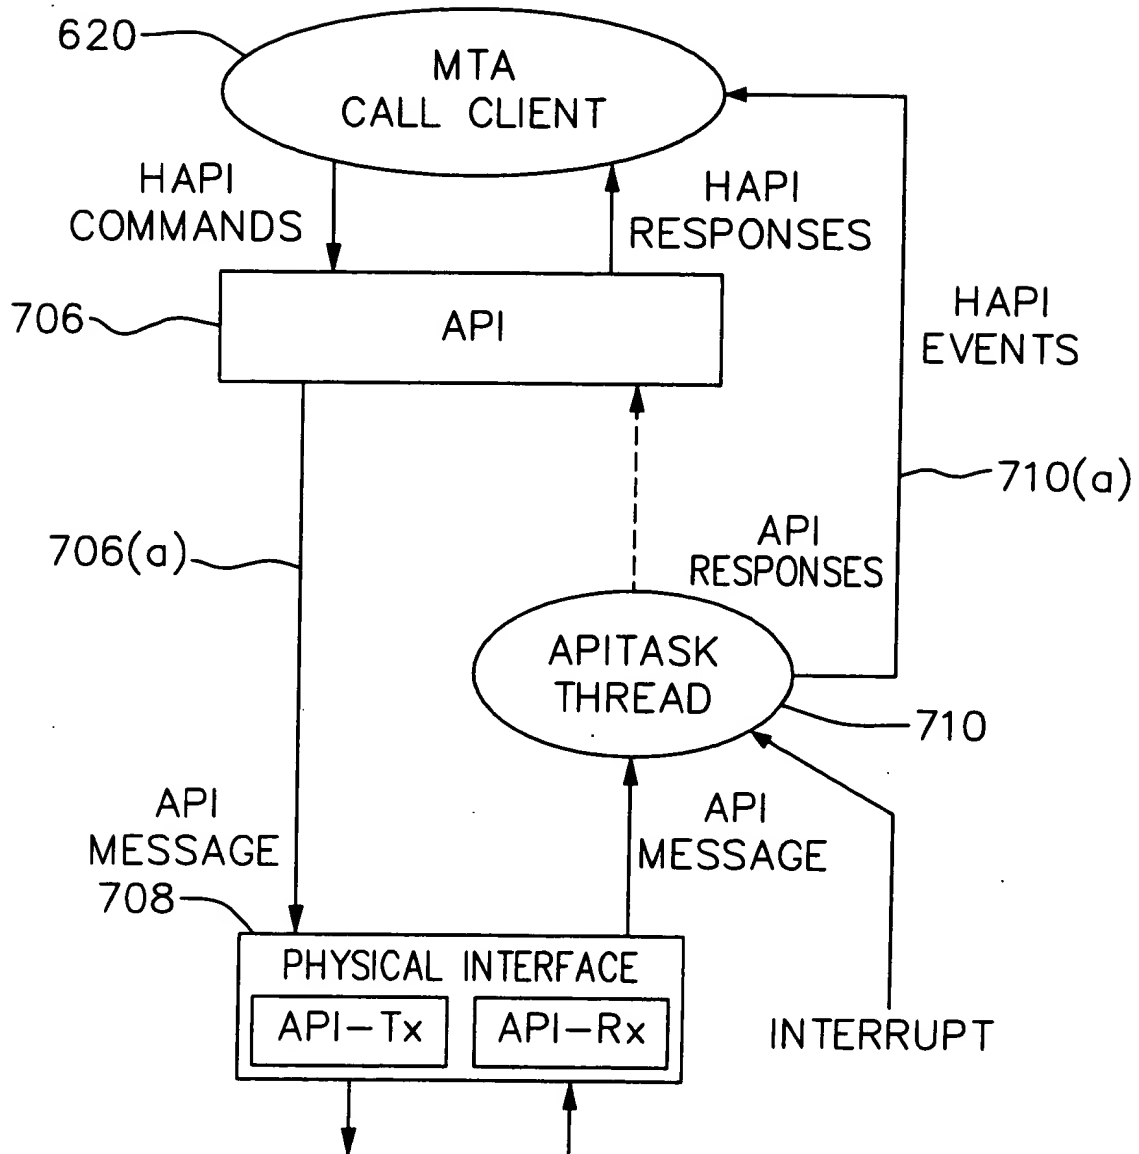 620
MTA
CALL CLIENT
HAPI
COMMANDS
HAPI
RESPONSES
706
API
HAPI
EVENTS
710(a)
706(a)
API
RESPONSES
APITASK
THREAD
710
API
MESSAGE
API
MESSAGE
708
PHYSICAL INTERFACE
API-Tx
API-Rx
INTERRUPT